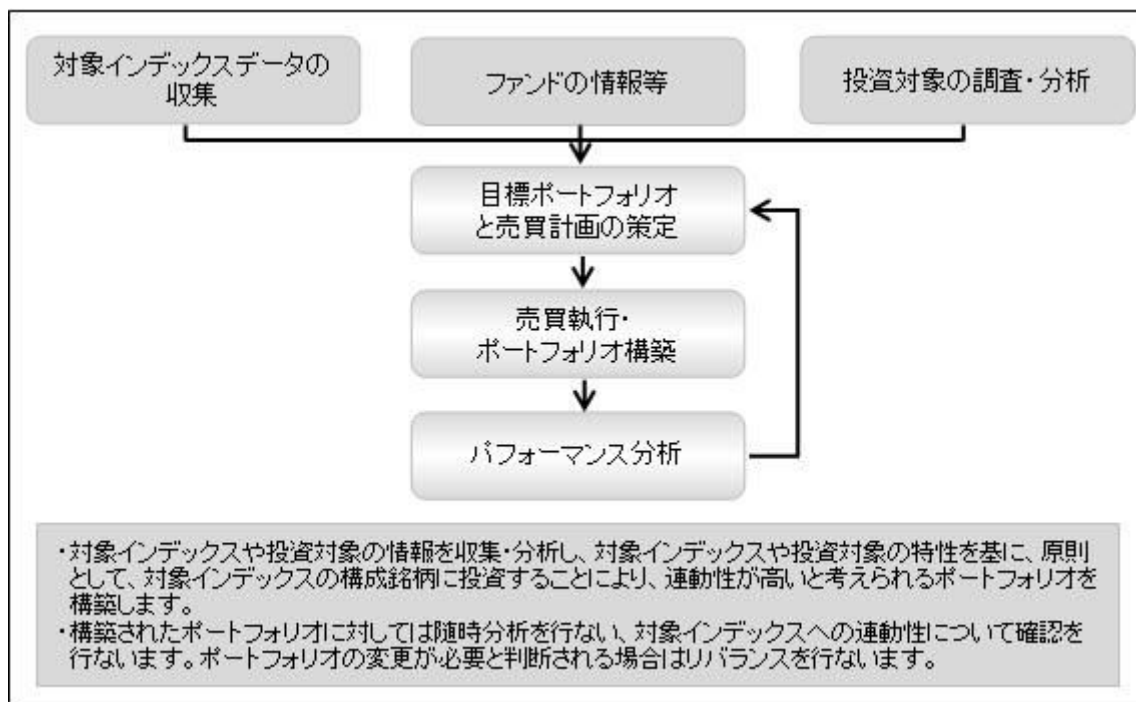 対象インデックスデータの
収集
ファンドの情報等
投資対象の調査・分析
目標ポートフォリオ
と売買計画の策定
売買執行・
ポートフォリオ構築
パフォーマンス分析
・対象インデックスや投資対象の情報を収集・分析し、対象インデックスや投資対象の特性を基に、原則
として、対象インデックスの構成銘柄に投資することにより、連動性が高いと考えられるポートフォリオを
構築します。
・構築されたポートフォリオに対しては随時分析を行ない、対象インデックスへの連動性について確認を
行ないます。ポートフォリオの変更が必要と判断される場合はリバランスを行ないます。